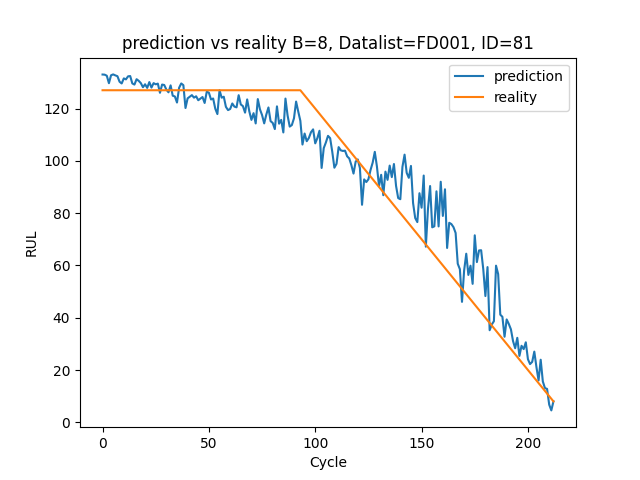 prediction vs reality B=8, Datalist=FD001, ID=81
prediction
reality
RUL
120
100
80
60
40
20
0
0 50 100 150 200
Cycle